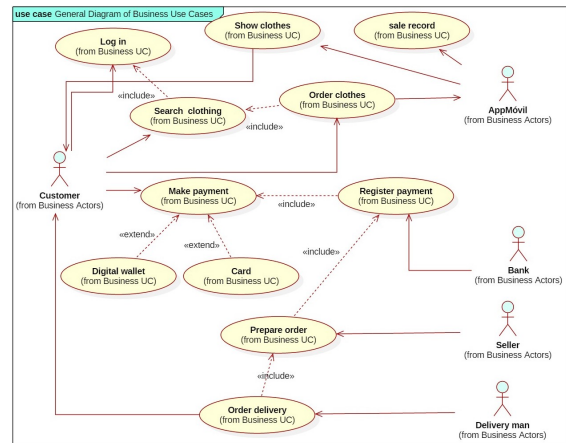 use case General Diagram of Business Use Cases
Show clothes
(from Business UC)
sale record
(from Business UC)
Log in
(from Business UC)
«include»
Order clothes
(from Business UC)
AppMóvil
(from Business Actors)
Search clothing
(from Business UC)
«include»
Customer
(from Business Actors)
Make payment
(from Business UC)
«include»
Register payment
(from Business UC)
«extend»
«extend»
«include»
Bank
(from Business Actors)
Digital wallet
(from Business UC)
Card
(from Business UC)
Prepare order
(from Business UC)
Seller
(from Business Actors)
«include»
Order delivery
(from Business UC)
Delivery man
(from Business Actors)